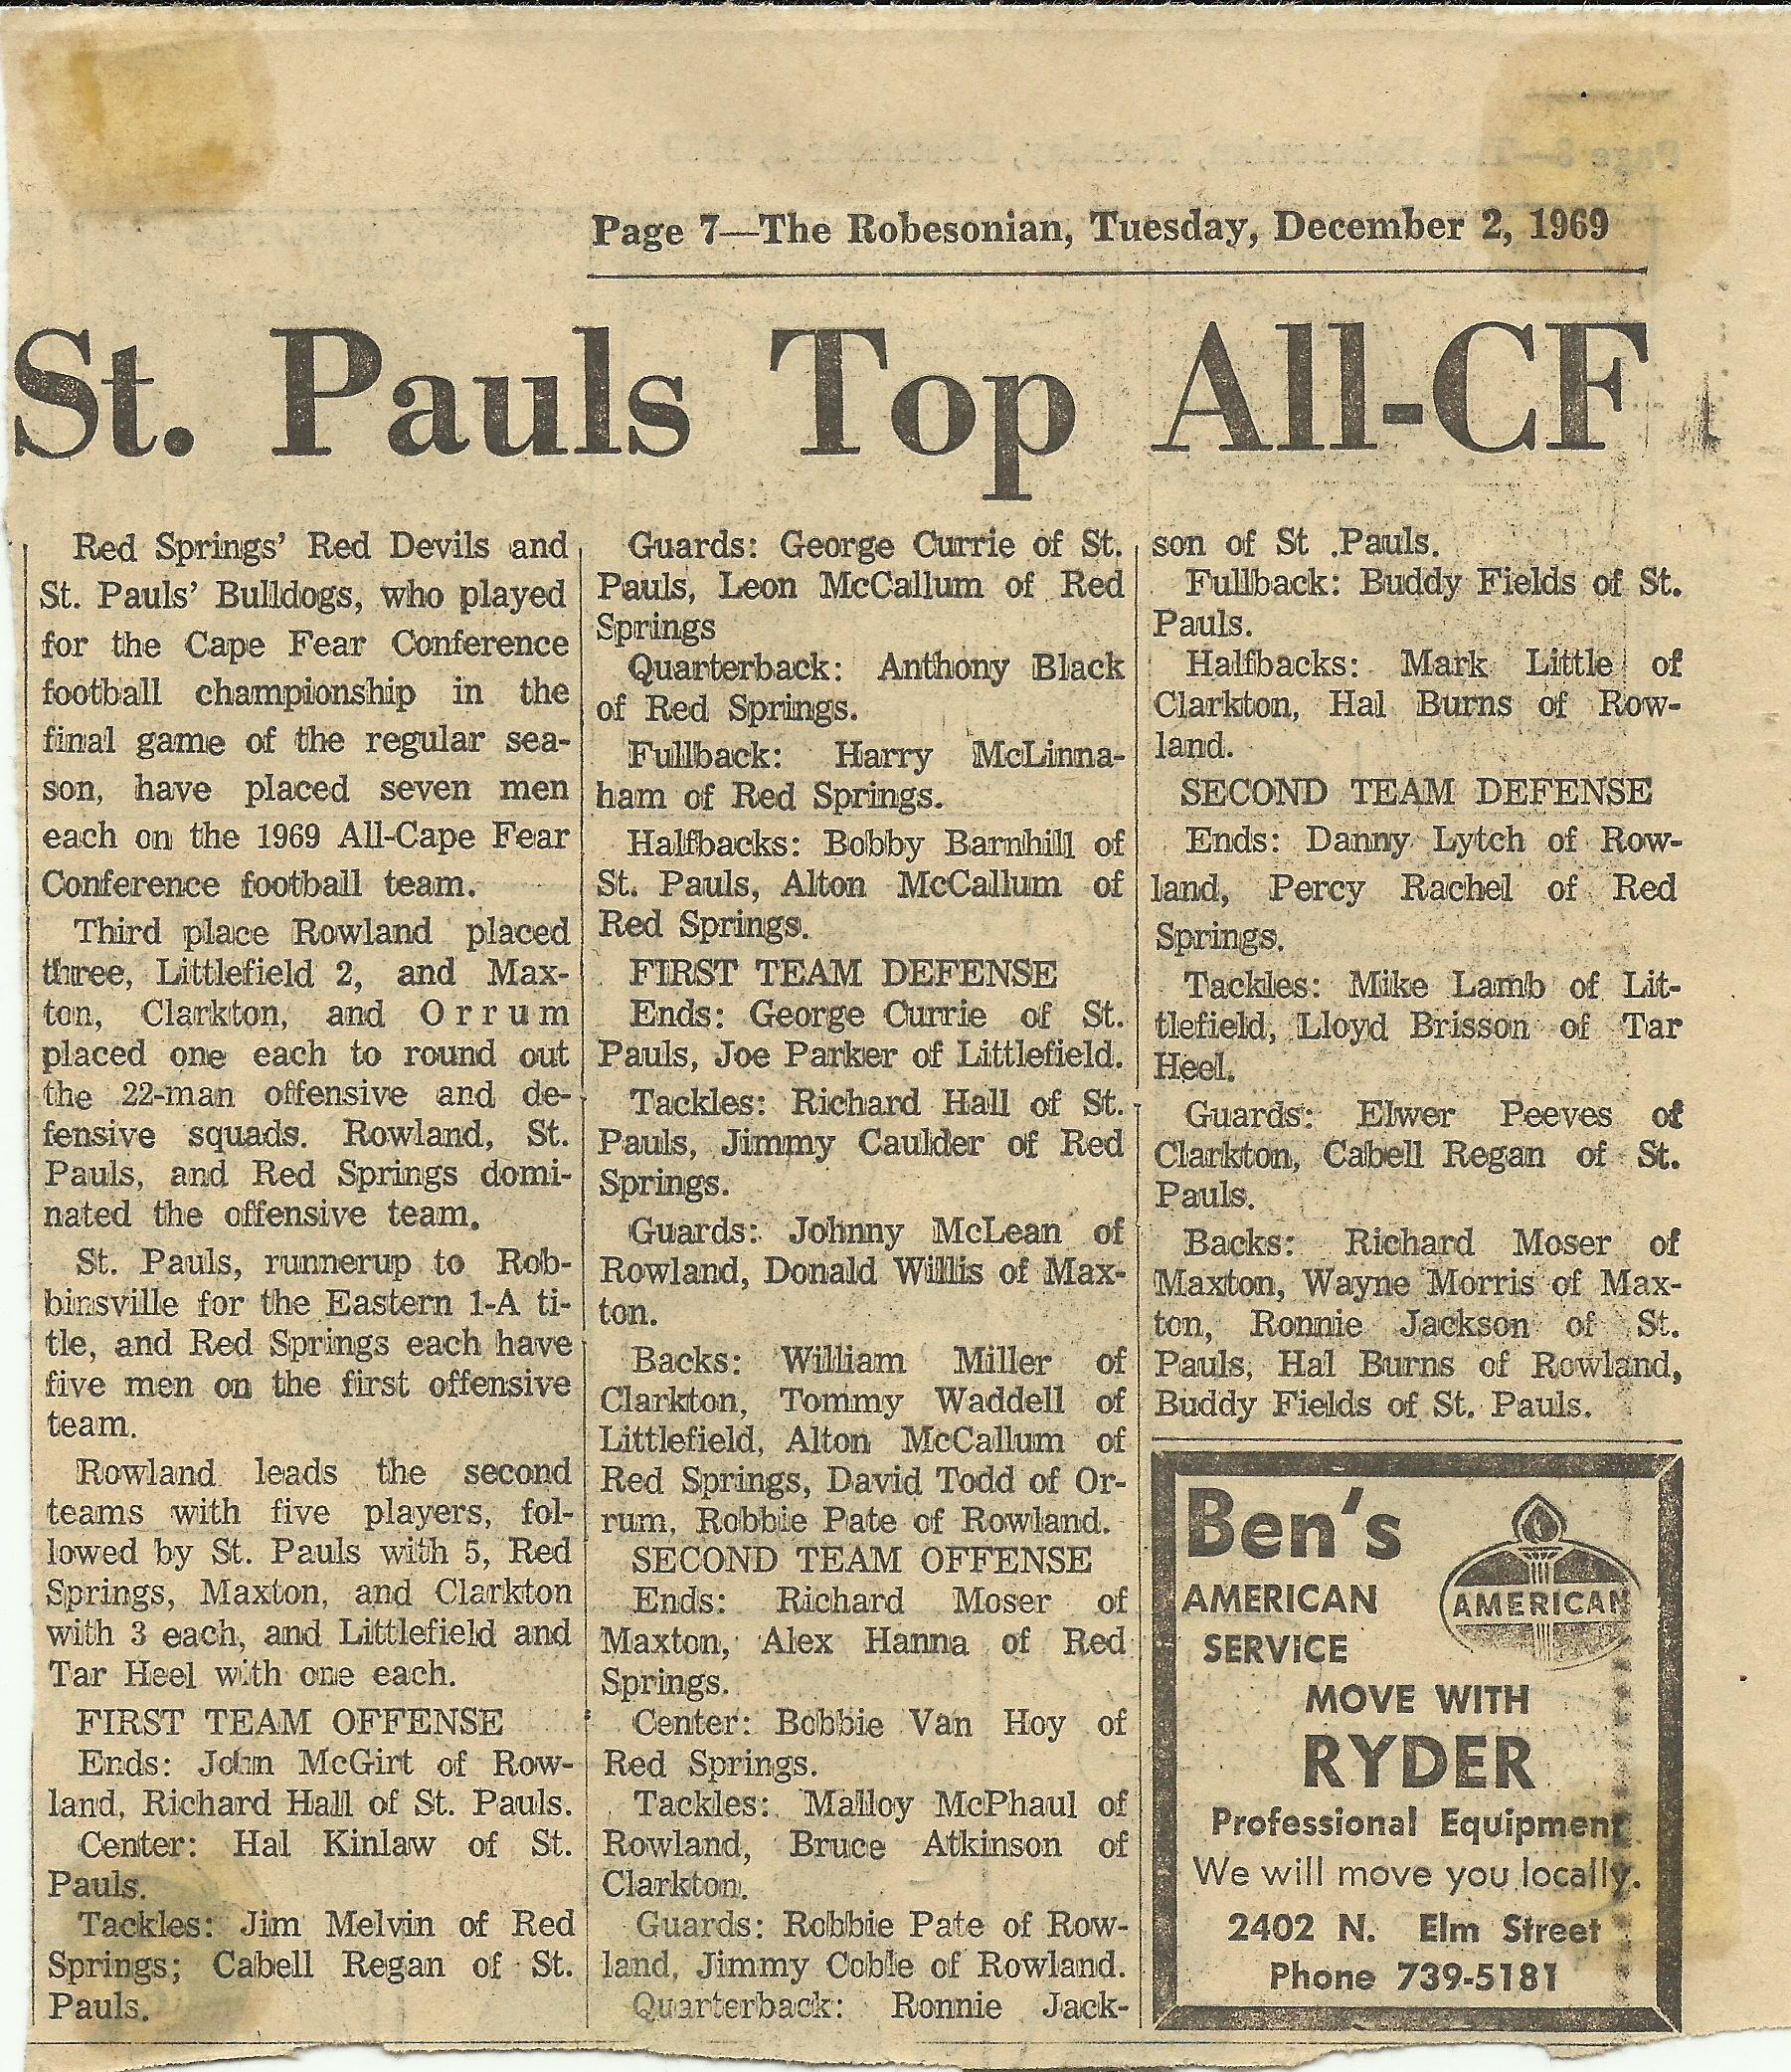 Page 7—The Robesonian, Tuesday, December 2, 1969
St. Pauls Top All-CF
Red Springs' Red Devils and
St. Pauls' Bulldogs, who played
for the Cape Fear Conference
football championship in the
final game of the regular sea-
son, have placed seven men
each on the 1969 All-Cape Fear
Conference football team.
Third place Rowland placed
three, Littlefield 2, and Max-
ton, Clarkton, and Orrum
placed one each to round out
the 22-man offensive and de-
fensive squads. Rowland, St.
Pauls, and Red Springs domi-
nated the offensive team.
St. Pauls, runnerup to Rob-
binsville for the Eastern 1-A ti-
tle, and Red Springs each have
five men on the first offensive
team.
Rowland leads the second
teams with five players, fol-
lowed by St. Pauls with 5, Red
Springs, Maxton, and Clarkton
with 3 each, and Littlefield and
Tar Heel with one each.
FIRST TEAM OFFENSE
Ends: John McGirt of Row-
land, Richard Hall of St. Pauls.
Center: Hal Kinlaw of St.
Pauls.
Tackles: Jim Melvin of Red
Springs; Cabell Regan of St.
Pauls.
Guards: George Currie of St.
Pauls, Leon McCallum of Red
Springs
Quarterback: Anthony Black
of Red Springs.
Fullback: Harry McLinna-
ham of Red Springs.
Halfbacks: Bobby Barnhill of
St. Pauls, Alton McCallum of
Red Springs.
FIRST TEAM DEFENSE
Ends: George Currie of St.
Pauls, Joe Parker of Littlefield.
Tackles: Richard Hall of St.
Pauls, Jimmy Caulder of Red
Springs.
Guards: Johnny McLean of
Rowland, Donald Willis of Max-
ton.
Backs: William Miller of
Clarkton, Tommy Waddell of
Littlefield, Alton McCallum of
Red Springs, David Todd of Or-
rum, Robbie Pate of Rowland.
SECOND TEAM OFFENSE
Ends: Richard Moser of
Maxton, Alex Hanna of Red
Springs.
Center: Bobbie Van Hoy of
Red Springs.
Tackles: Malloy McPhaul of
Rowland, Bruce Atkinson of
Clarkton.
Guards: Robbie Pate of Row-
land, Jimmy Coble of Rowland.
Quarterback: Ronnie Jack-
son of St .Pauls.
Fullback: Buddy Fields of St.
Pauls.
Halfbacks: Mark Little of
Clarkton, Hal Burns of Row-
land.
SECOND TEAM DEFENSE
Ends: Danny Lytch of Row-
land, Percy Rachel of Red
Springs.
Tackles: Mike Lamb of Lit-
tlefield, Lloyd Brisson of Tar
Heel.
Guards: Elwer Peeves of
Clarkton, Cabell Regan of St.
Pauls.
Backs: Richard Moser of
Maxton, Wayne Morris of Max-
ton, Ronnie Jackson of St.
Pauls, Hal Burns of Rowland,
Buddy Fields of St. Pauls.
Ben's
AMERICAN
SERVICE
AMERICAN
MOVE WITH
RYDER
Professional Equipment
We will move you locally.
2402 N. Elm Street
Phone 739-5181